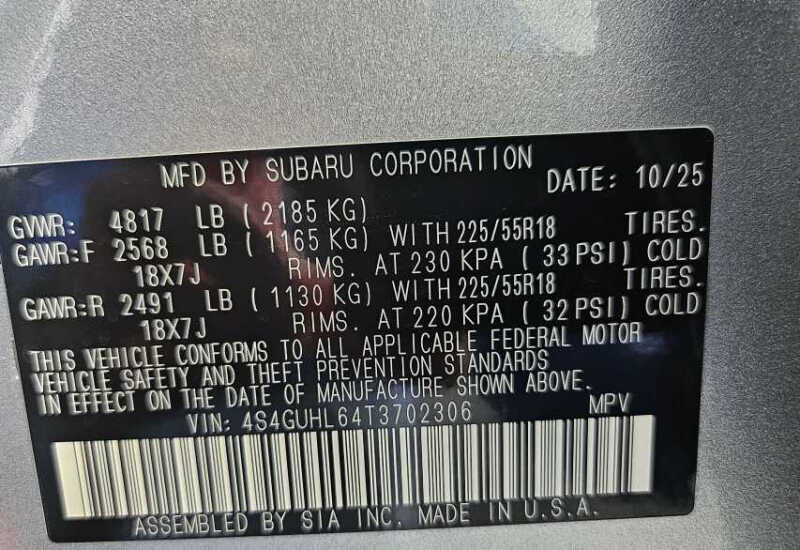 MFD BY SUBARU CORPORATION DATE: 10/25
GVWR: 4817 LB ( 2185 KG)
GAWR:F 2568 LB ( 1165 KG) WITH 225/55R18 TIRES.
18X7J RIMS. AT 230 KPA ( 33 PSI) COLD
GAWR:R 2491 LB ( 1130 KG) WITH 225/55R18 TIRES.
18X7J RIMS. AT 220 KPA ( 32 PSI) COLD
THIS VEHICLE CONFORMS TO ALL APPLICABLE FEDERAL MOTOR
VEHICLE SAFETY AND THEFT PREVENTION STANDARDS
IN EFFECT ON THE DATE OF MANUFACTURE SHOWN ABOVE.
VIN: 4S4GUHL64T3702306 MPV
ASSEMBLED BY SIA INC. MADE IN U.S.A.